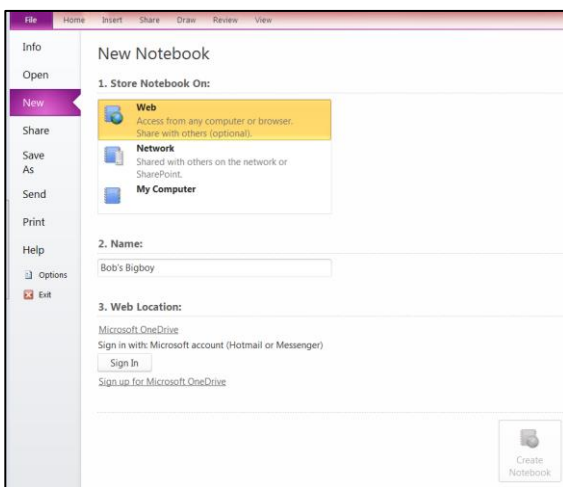 File Home Insert Share Draw Review View
Info
Open
New
Share
Save
As
Send
Print
Help
Options
Exit
New Notebook
1. Store Notebook On:
Web
Access from any computer or browser.
Share with others (optional).
Network
Shared with others on the network or
SharePoint.
My Computer
2. Name:
Bob's Bigboy
3. Web Location:
Microsoft OneDrive
Sign in with: Microsoft account (Hotmail or Messenger)
Sign In
Sign up for Microsoft OneDrive
Create
Notebook